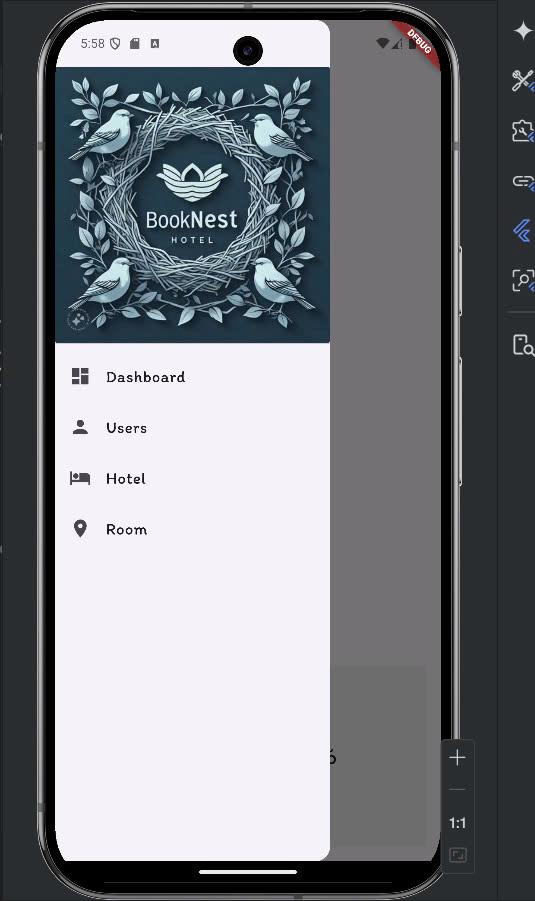 5:58
A
DEBUG
BookNest
HOTEL
Dashboard
Users
Hotel
Room
1:1